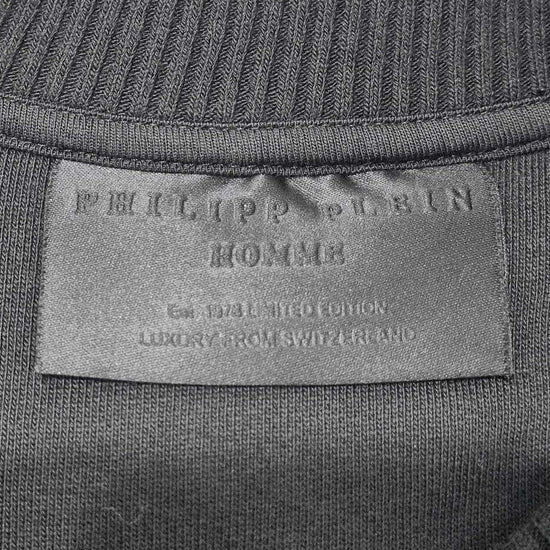 PHILIPP PLEIN
HOMME
Est. 1978 LIMITED EDITION
LUXURY FROM SWITZERLAND